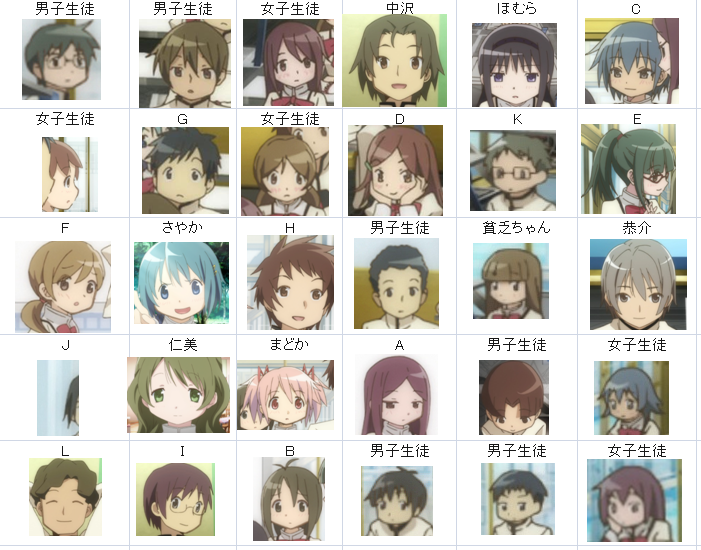 男子生徒 男子生徒 女子生徒 中沢 ほむら C
女子生徒 G 女子生徒 D K E
F さやか H 男子生徒 貧乏ちゃん 恭介
J 仁美 まどか A 男子生徒 女子生徒
L I B 男子生徒 男子生徒 女子生徒